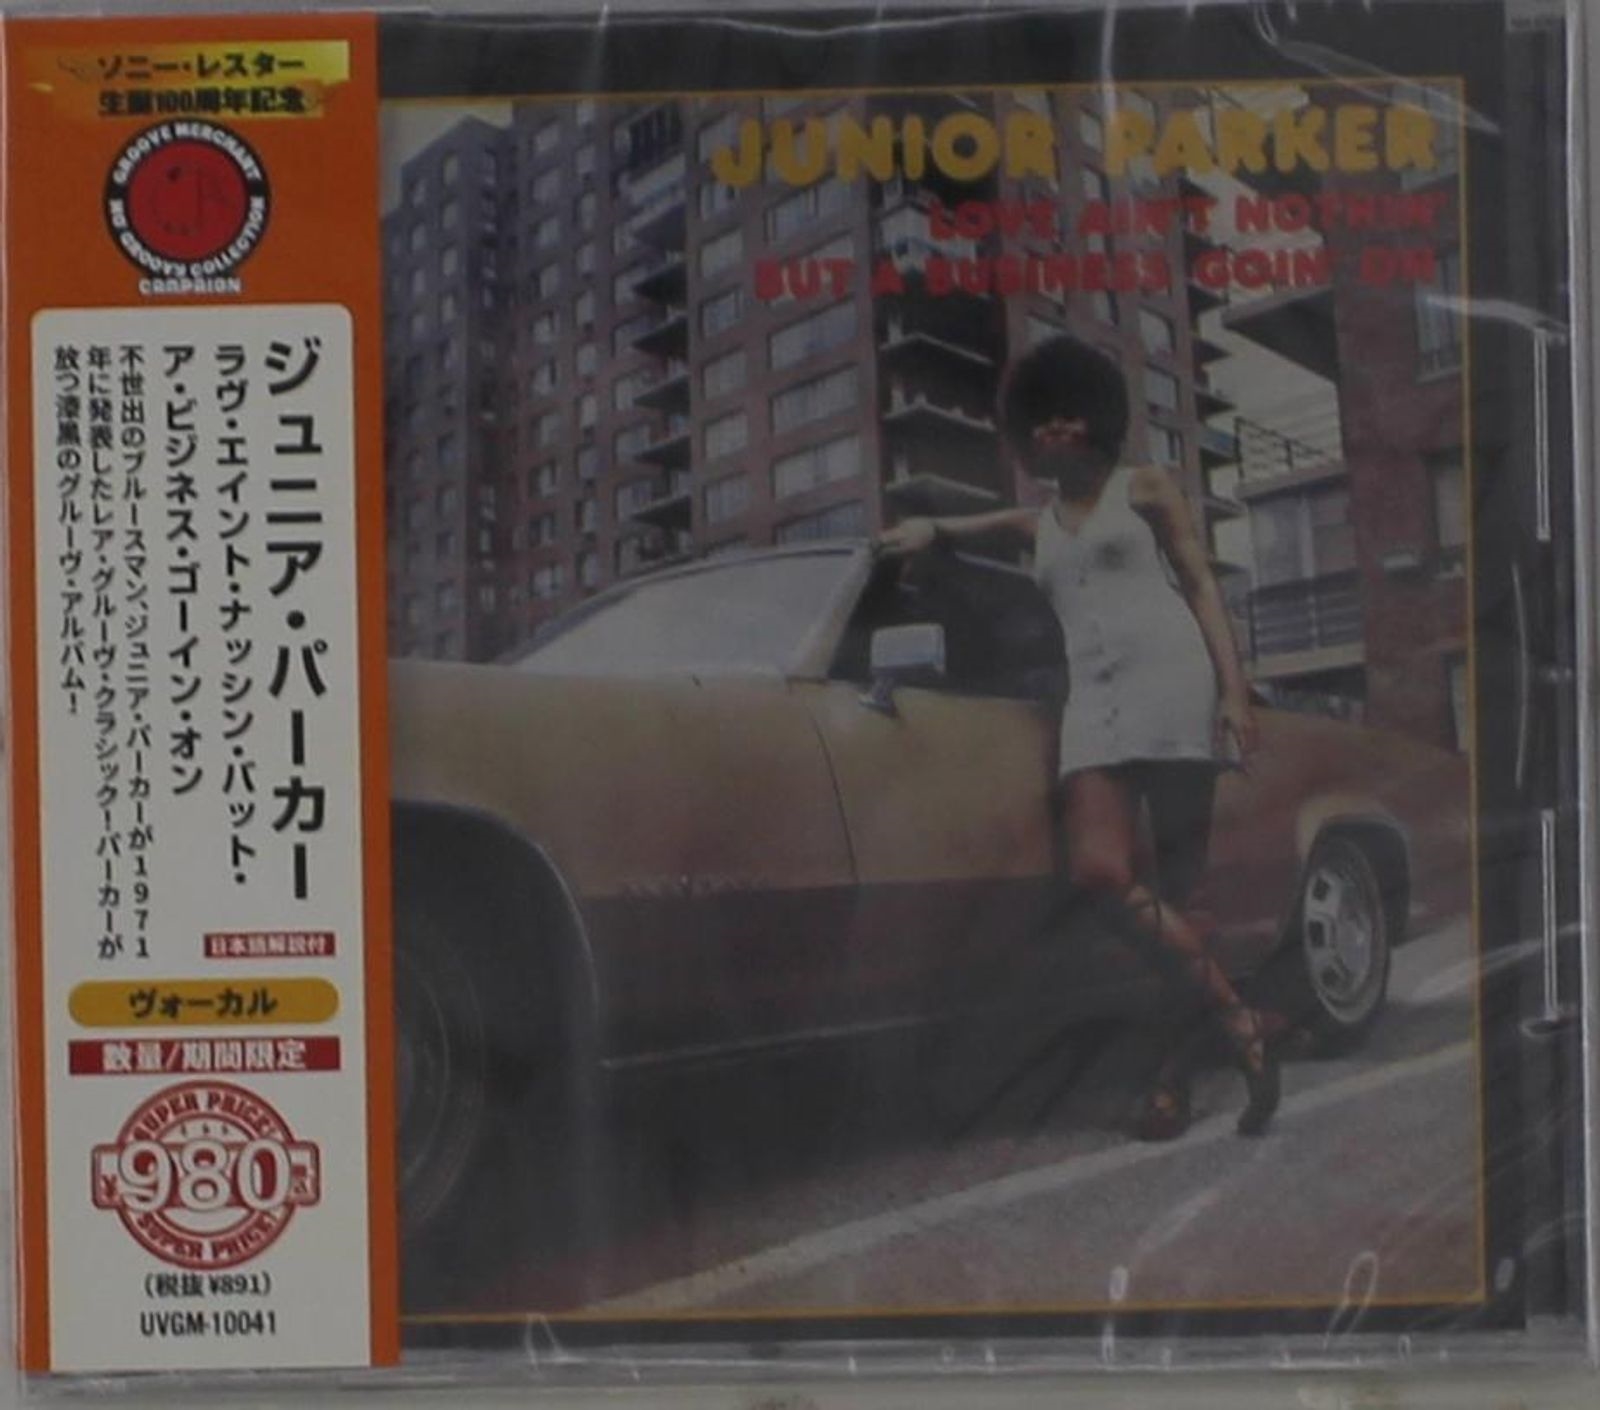 ソニー・レスター
生誕100周年記念
GROOVE MERCHANT
NO GROOVY COLLECTION
CAMPAIGN
ジュニア・パーカー
ラヴ・エイント・ナッシン・バット・
ア・ビジネス・ゴーイン・オン
不世出のブルースマン、ジュニア・パーカーが1971
年に発表したレア・グルーヴ・クラシック！パーカーが
放つ漆黒のグルーヴ・アルバム！
日本語解説付
ヴォーカル
数量/期間限定
SUPER PRICE!
¥980税込
SUPER PRICE!
（税抜¥891）
UVGM-10041
JUNIOR PARKER
LOVE AIN'T NOTHIN'
BUT A BUSINESS GOIN' ON